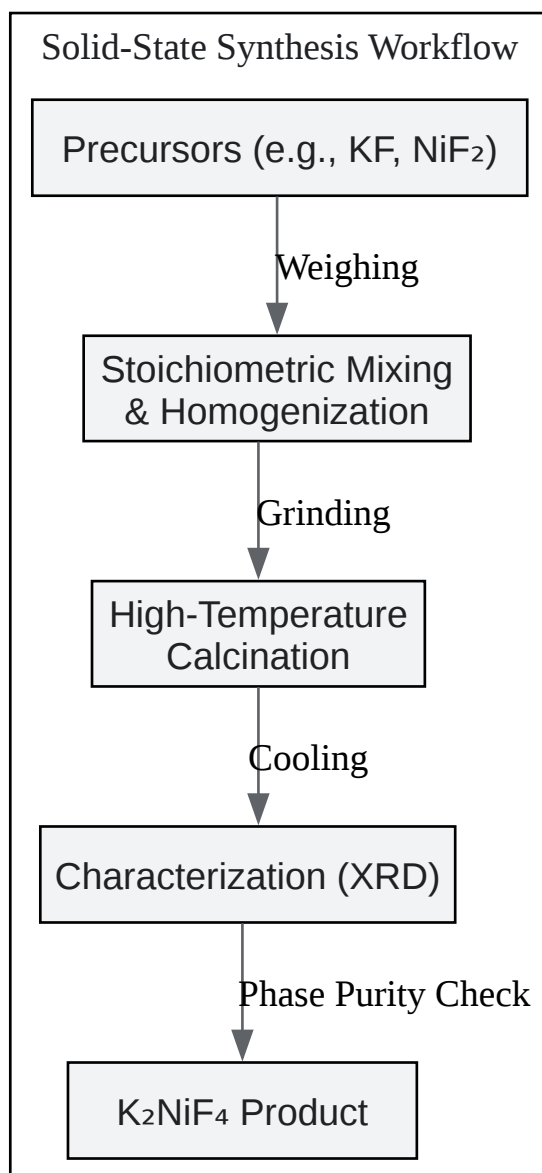 Solid-State Synthesis Workflow
Precursors (e.g., KF, NiF₂)
Weighing
Stoichiometric Mixing
& Homogenization
Grinding
High-Temperature
Calcination
Cooling
Characterization (XRD)
Phase Purity Check
K₂NiF₄ Product